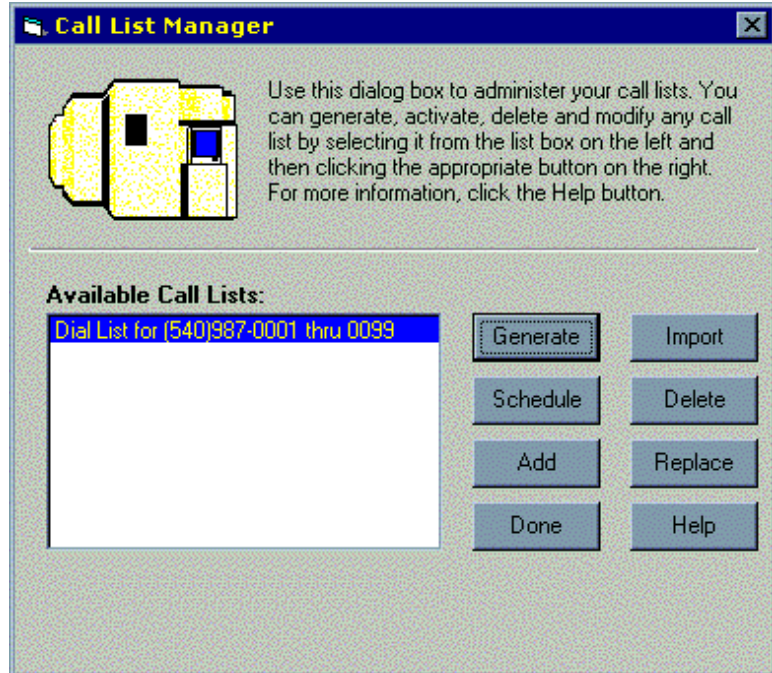 Call List Manager
Use this dialog box to administer your call lists. You
can generate, activate, delete and modify any call
list by selecting it from the list box on the left and
then clicking the appropriate button on the right.
For more information, click the Help button.
Available Call Lists:
Dial List for (540)987-0001 thru 0099
Generate
Import
Schedule
Delete
Add
Replace
Done
Help